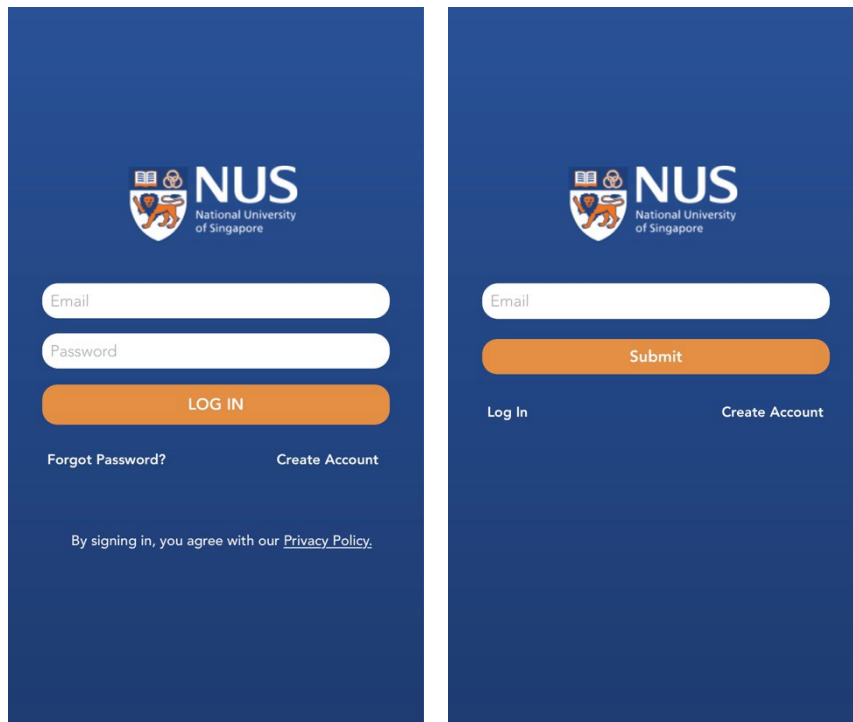 NUS
National University
of Singapore
Email
Password
LOG IN
Forgot Password?
Create Account
By signing in, you agree with our Privacy Policy.
NUS
National University
of Singapore
Email
Submit
Log In
Create Account